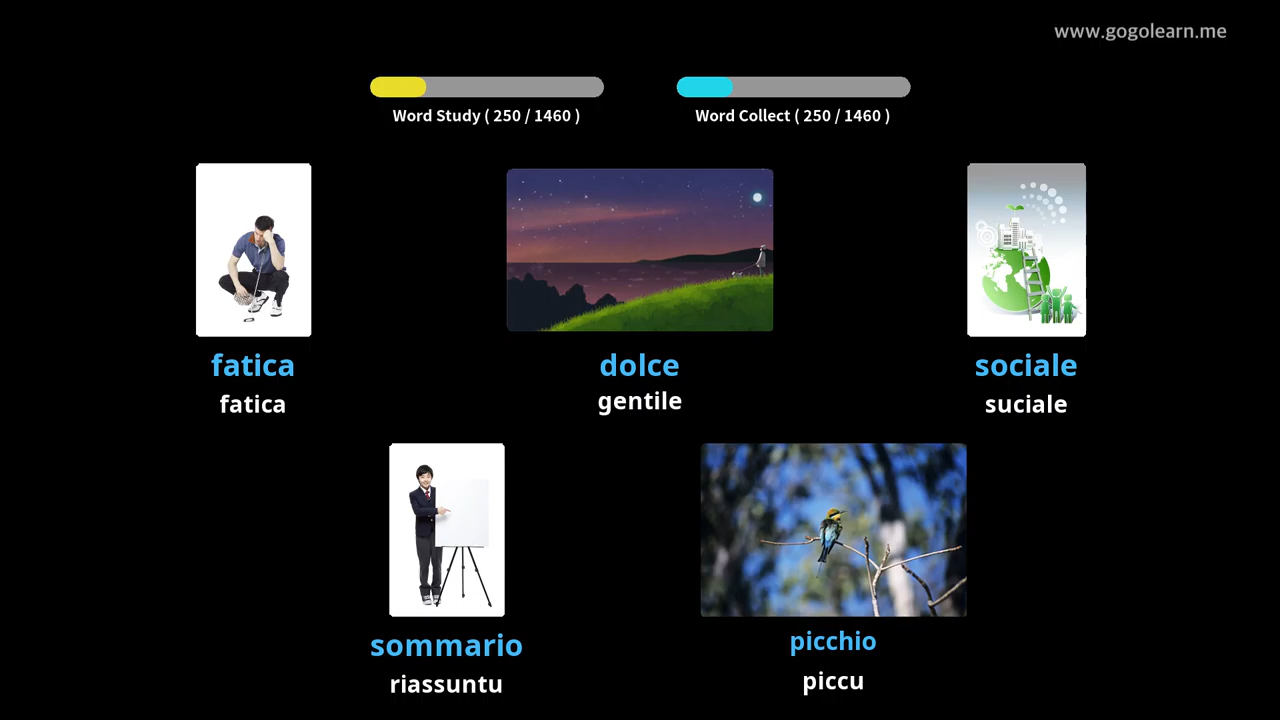 www.gogolearn.me
Word Study ( 250 / 1460 )
Word Collect ( 250 / 1460 )
fatica
fatica
dolce
gentile
sociale
suciale
sommario
riassuntu
picchio
piccu